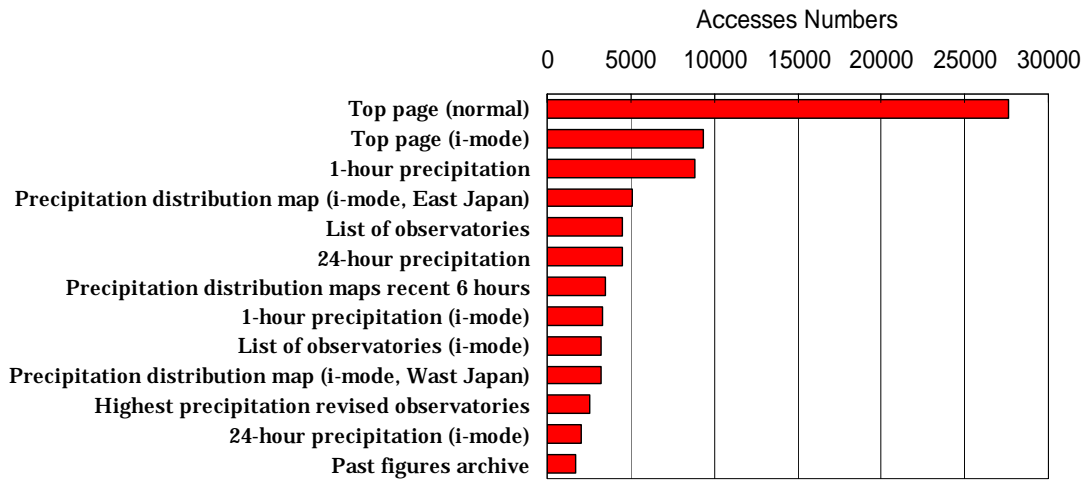 Accesses Numbers
0 5000 10000 15000 20000 25000 30000
Top page (normal)
Top page (i-mode)
1-hour precipitation
Precipitation distribution map (i-mode, East Japan)
List of observatories
24-hour precipitation
Precipitation distribution maps recent 6 hours
1-hour precipitation (i-mode)
List of observatories (i-mode)
Precipitation distribution map (i-mode, Wast Japan)
Highest precipitation revised observatories
24-hour precipitation (i-mode)
Past figures archive